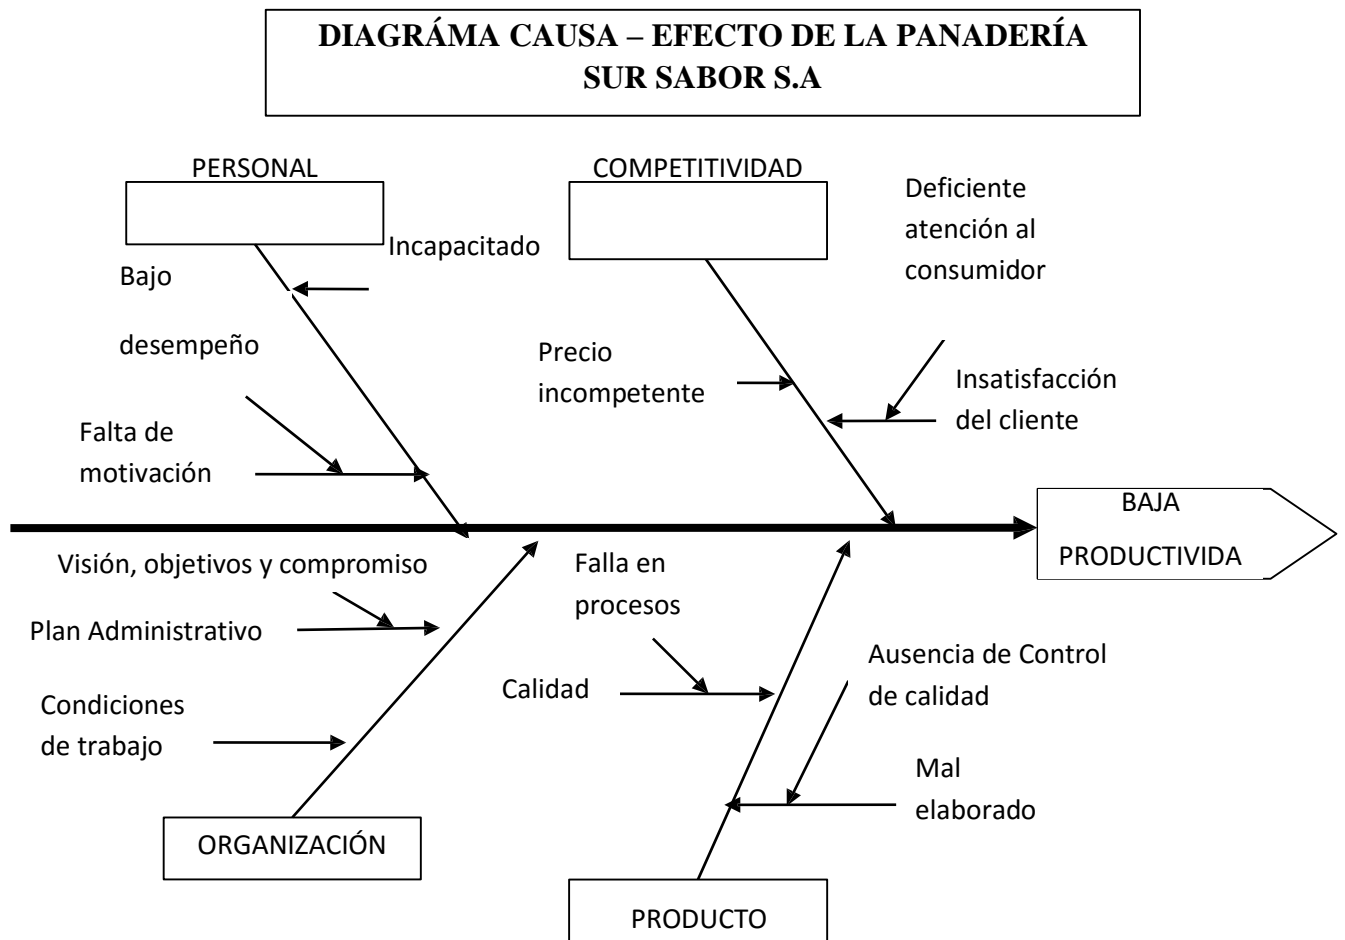 DIAGRÁMA CAUSA – EFECTO DE LA PANADERÍA
SUR SABOR S.A
PERSONAL
Incapacitado
Bajo
desempeño
Falta de
motivación
COMPETITIVIDAD
Deficiente
atención al
consumidor
Precio
incompetente
Insatisfacción
del cliente
BAJA
PRODUCTIVIDA
Visión, objetivos y compromiso
Plan Administrativo
Condiciones
de trabajo
ORGANIZACIÓN
Falla en
procesos
Calidad
Ausencia de Control
de calidad
Mal
elaborado
PRODUCTO